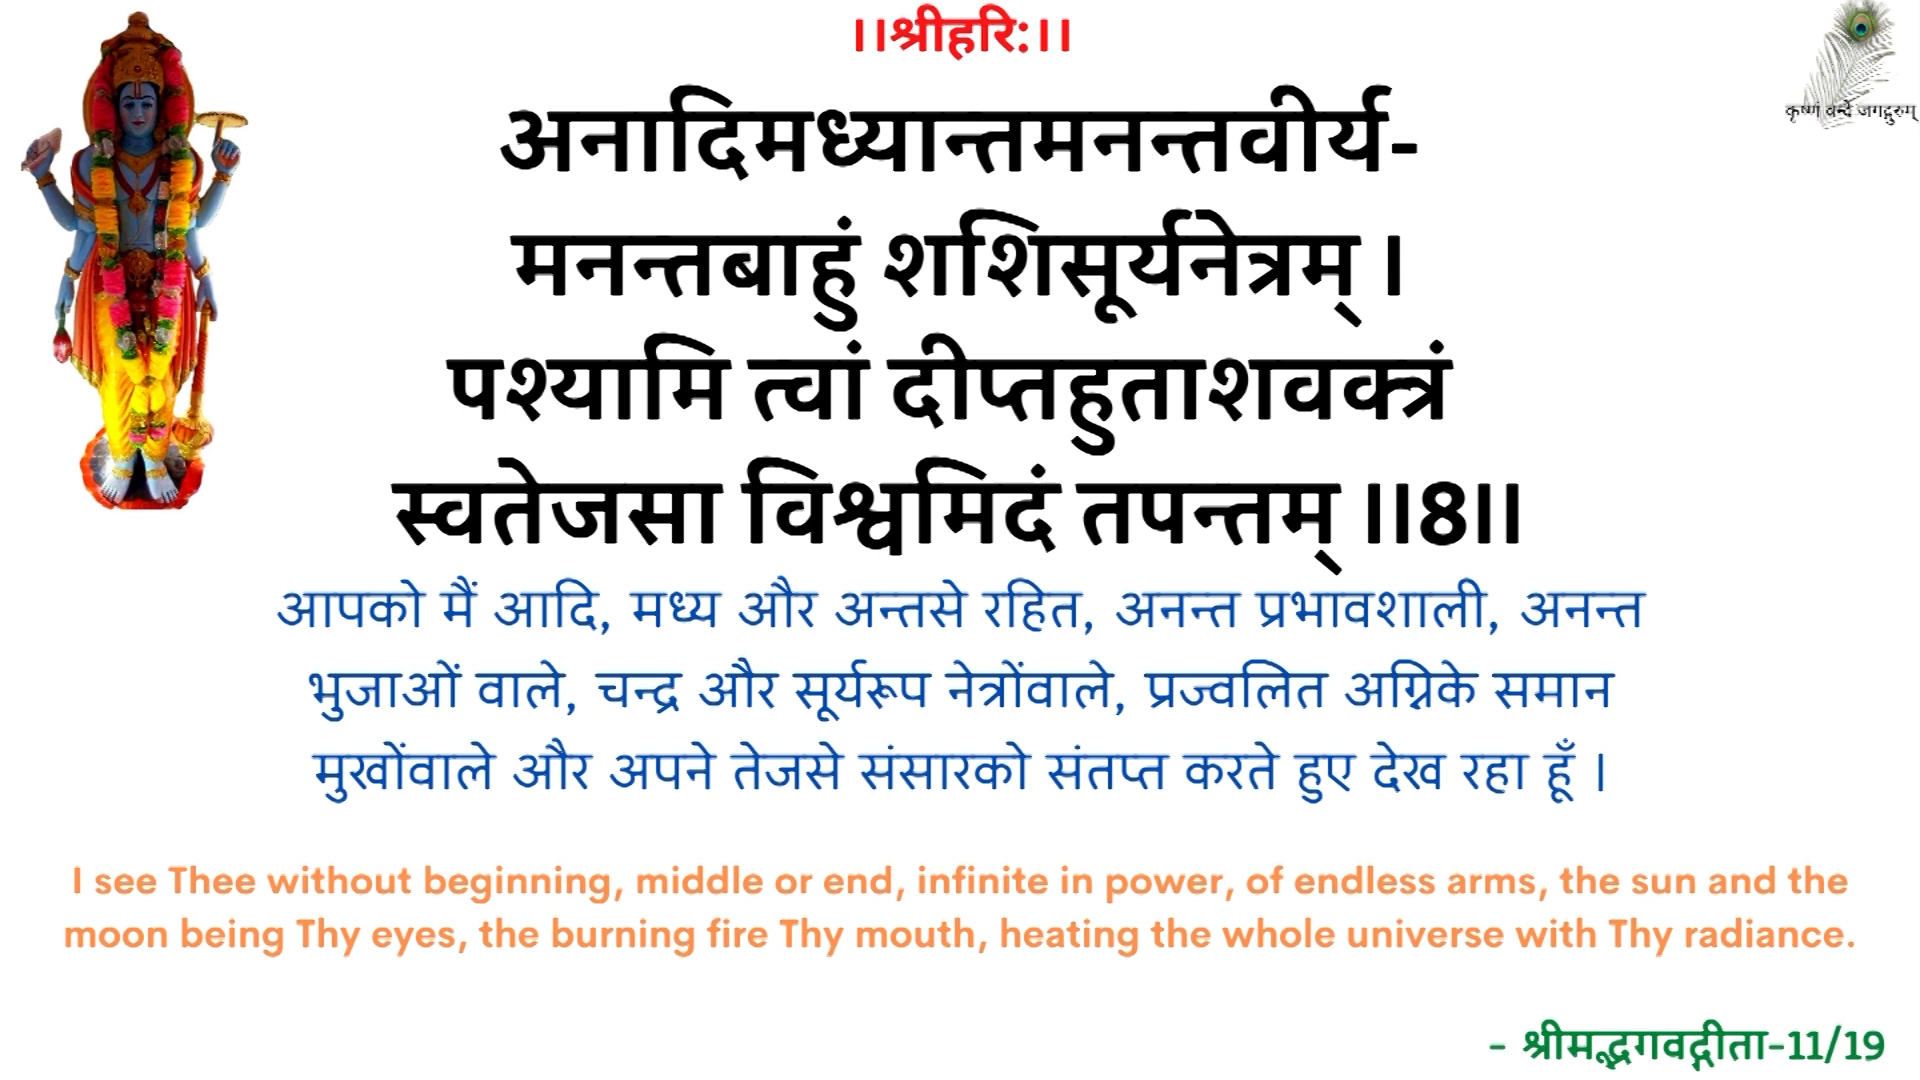 ।।श्रीहरि:।।
कृष्णं वन्दे जगद्गुरुम्
अनादिमध्यान्तमनन्तवीर्य-
मनन्तबाहुं शशिसूर्यनेत्रम् ।
पश्यामि त्वां दीप्तहुताशवक्त्रं
स्वतेजसा विश्वमिदं तपन्तम् ।।8।।
आपको मैं आदि, मध्य और अन्तसे रहित, अनन्त प्रभावशाली, अनन्त
भुजाओं वाले, चन्द्र और सूर्यरूप नेत्रोंवाले, प्रज्वलित अग्निके समान
मुखोंवाले और अपने तेजसे संसारको संतप्त करते हुए देख रहा हूँ ।
I see Thee without beginning, middle or end, infinite in power, of endless arms, the sun and the
moon being Thy eyes, the burning fire Thy mouth, heating the whole universe with Thy radiance.
- श्रीमद्भगवद्गीता-11/19